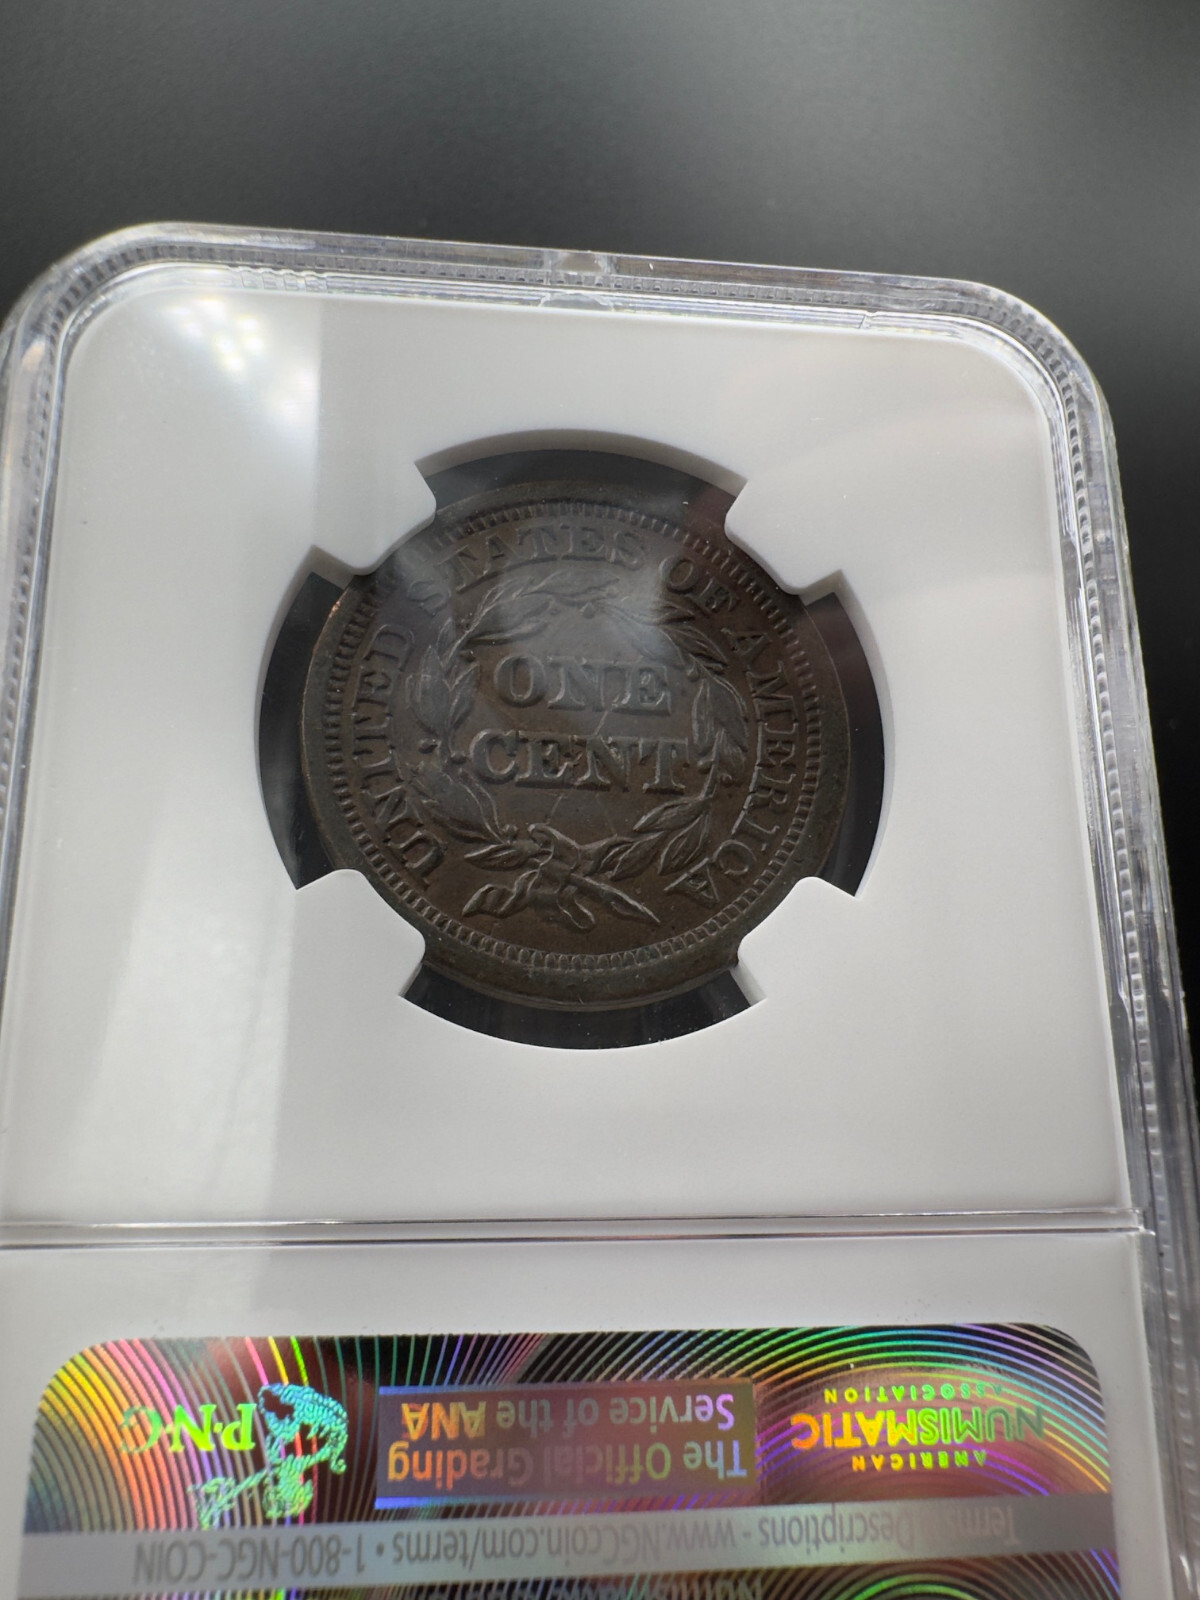 UNITED STATES OF AMERICA
ONE
CENT
Terms - Descriptions - www.NGCcoin.com/terms • 1-800-NGC-COIN
AMERICAN
NUMISMATIC
ASSOCIATION
The Official Grading
Service of the ANA
P·N·G